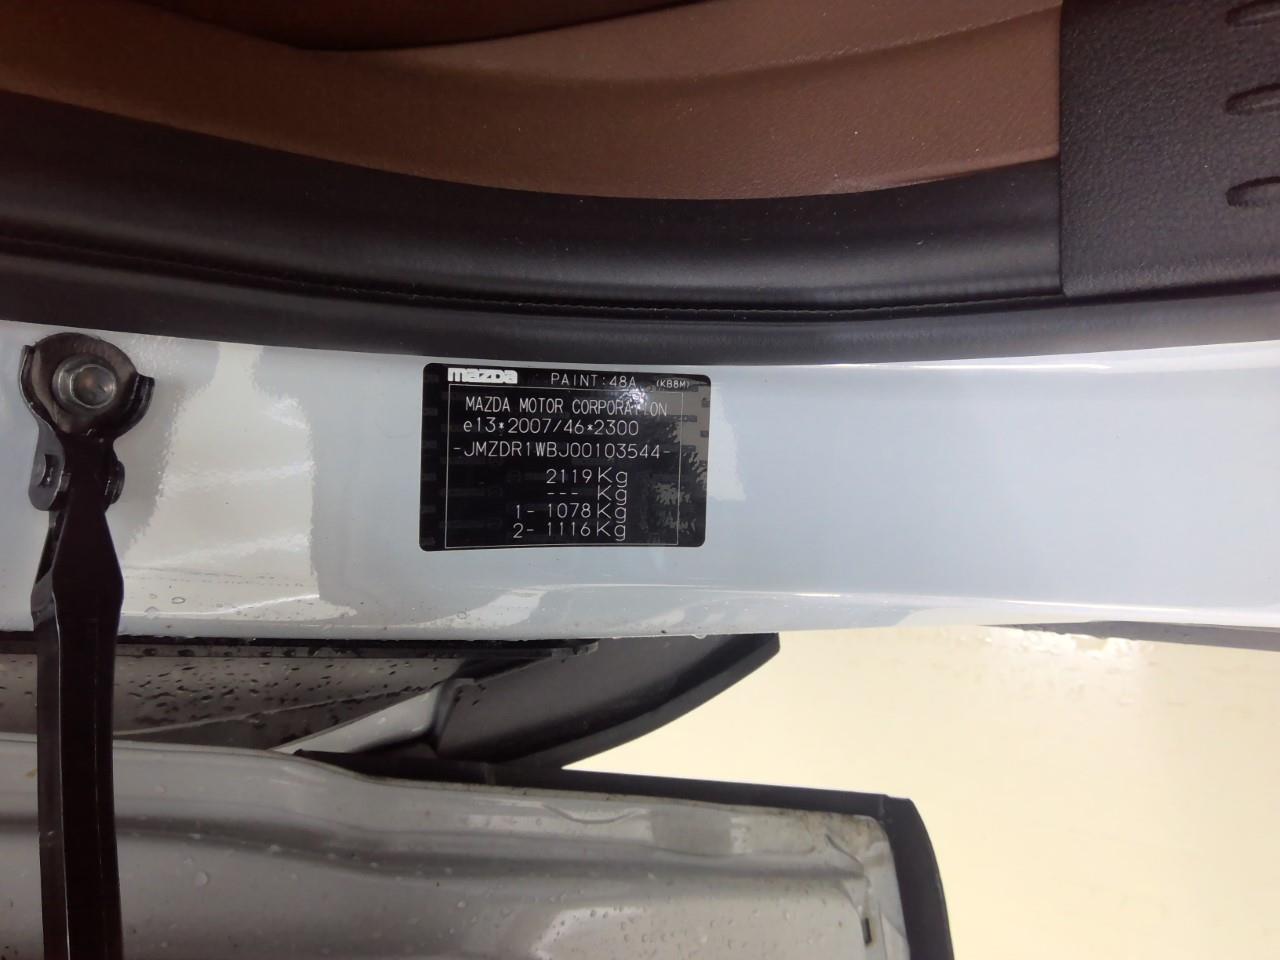 mazda PAINT:48A (KB8M)
MAZDA MOTOR CORPORATION
e13*2007/46*2300
-JMZDR1WBJ00103544-
2119Kg
--- Kg
1- 1078Kg
2- 1116Kg